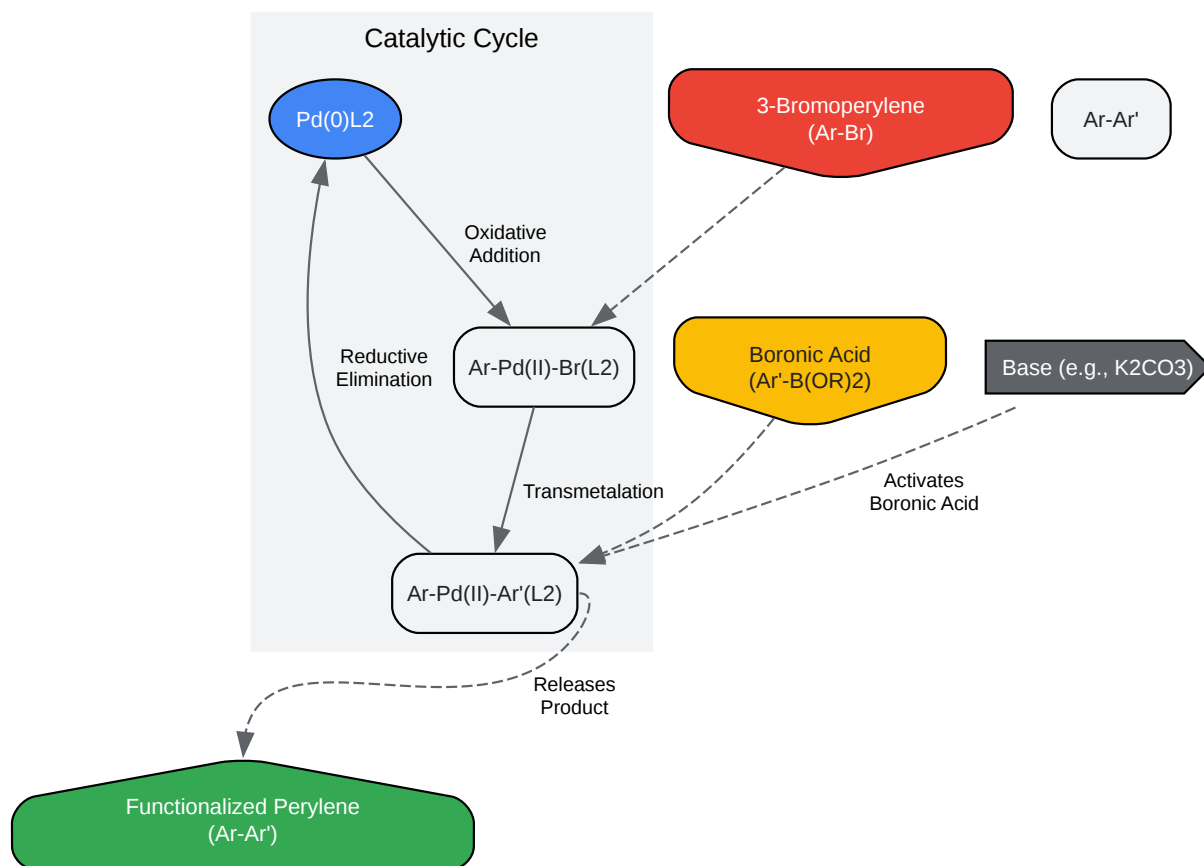 Catalytic Cycle
Pd(0)L2
3-Bromoperylene
(Ar-Br)
Ar-Ar'
Oxidative
Addition
Reductive
Elimination
Ar-Pd(II)-Br(L2)
Boronic Acid
(Ar'-B(OR)2)
Base (e.g., K2CO3)
Transmetalation
Activates
Boronic Acid
Ar-Pd(II)-Ar'(L2)
Releases
Product
Functionalized Perylene
(Ar-Ar')